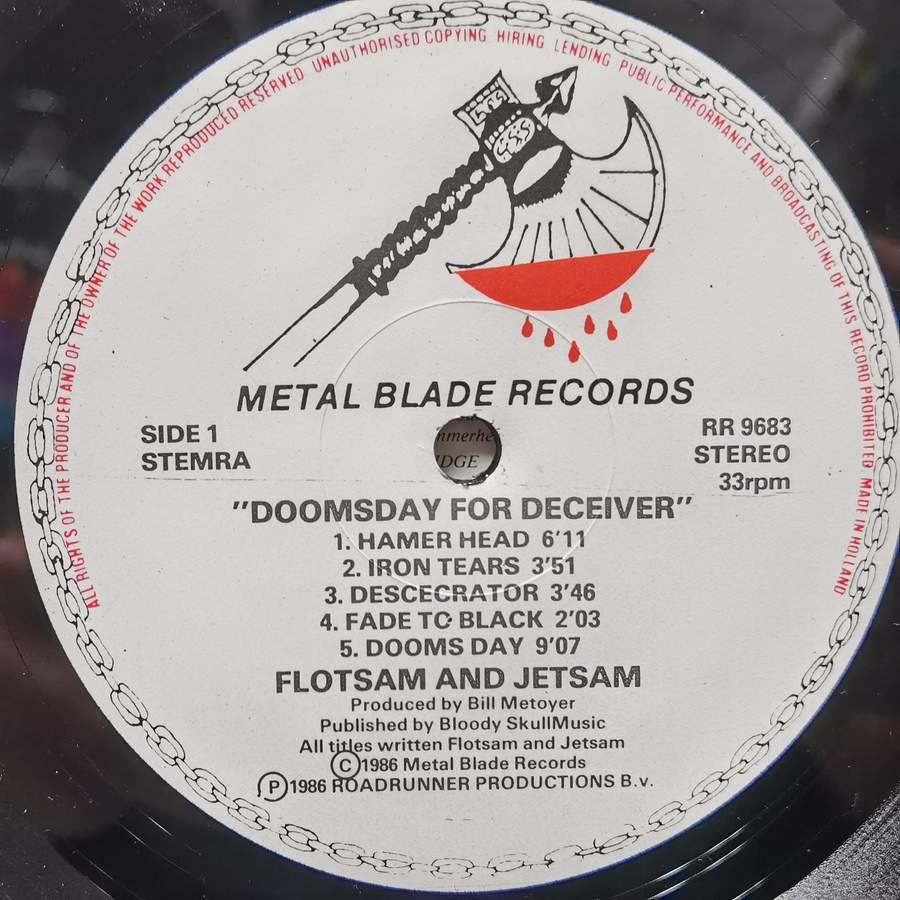 ALL RIGHTS OF THE PRODUCER AND OF THE OWNER OF THE WORK REPRODUCED RESERVED UNAUTHORISED COPYING HIRING LENDING PUBLIC PERFORMANCE AND BROADCASTING OF THIS RECORD PROHIBITED MADE IN HOLLAND
METAL BLADE RECORDS
SIDE 1
STEMRA
RR 9683
STEREO
33rpm
"DOOMSDAY FOR DECEIVER"
1. HAMER HEAD 6'11
2. IRON TEARS 3'51
3. DESCECRATOR 3'46
4. FADE TO BLACK 2'03
5. DOOMS DAY 9'07
FLOTSAM AND JETSAM
Produced by Bill Metoyer
Published by Bloody SkullMusic
All titles written Flotsam and Jetsam
©1986 Metal Blade Records
℗1986 ROADRUNNER PRODUCTIONS B.v.